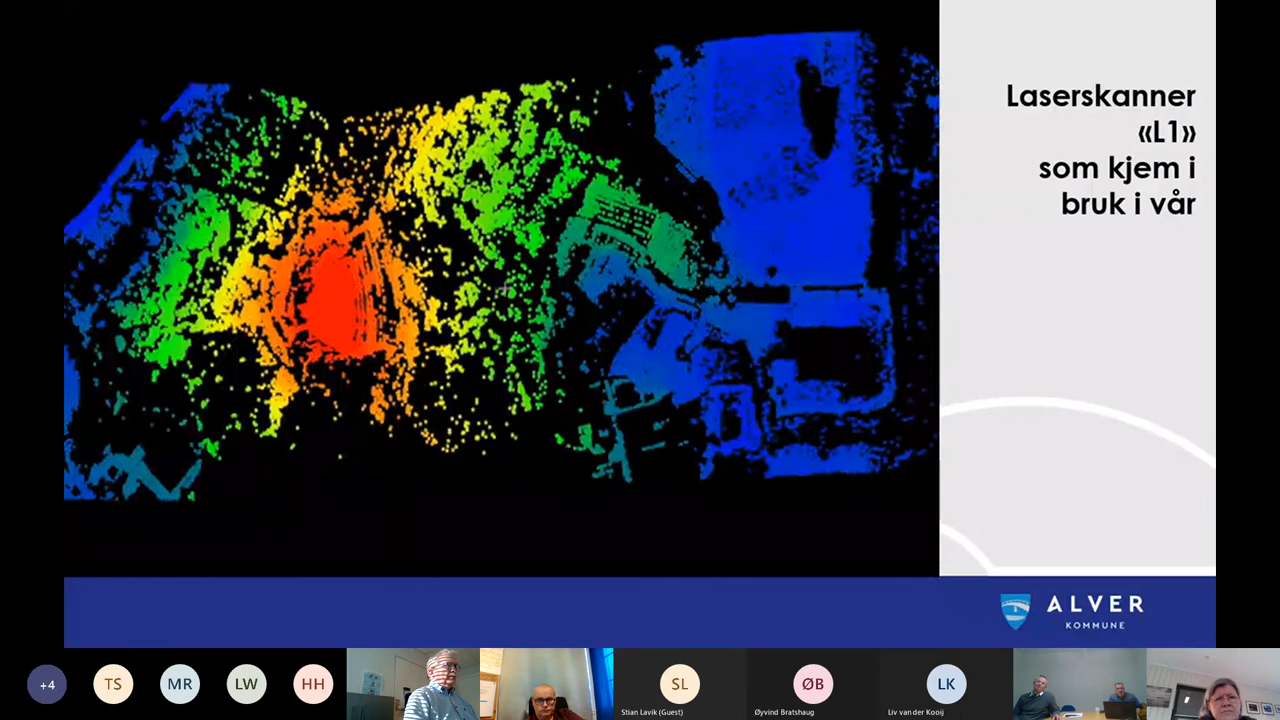 Laserskanner
«L1»
som kjem i
bruk i vår
ALVER
KOMMUNE
+4
TS
MR
LW
HH
SL
Stian Lavik (Guest)
ØB
Øyvind Bratshaug
LK
Liv van der Kooij